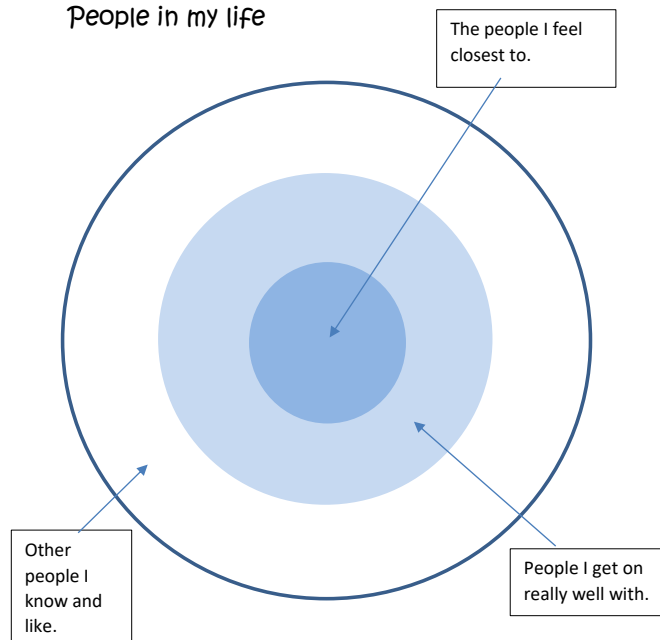 People in my life
The people I feel
closest to.
Other
people I
know and
like.
People I get on
really well with.